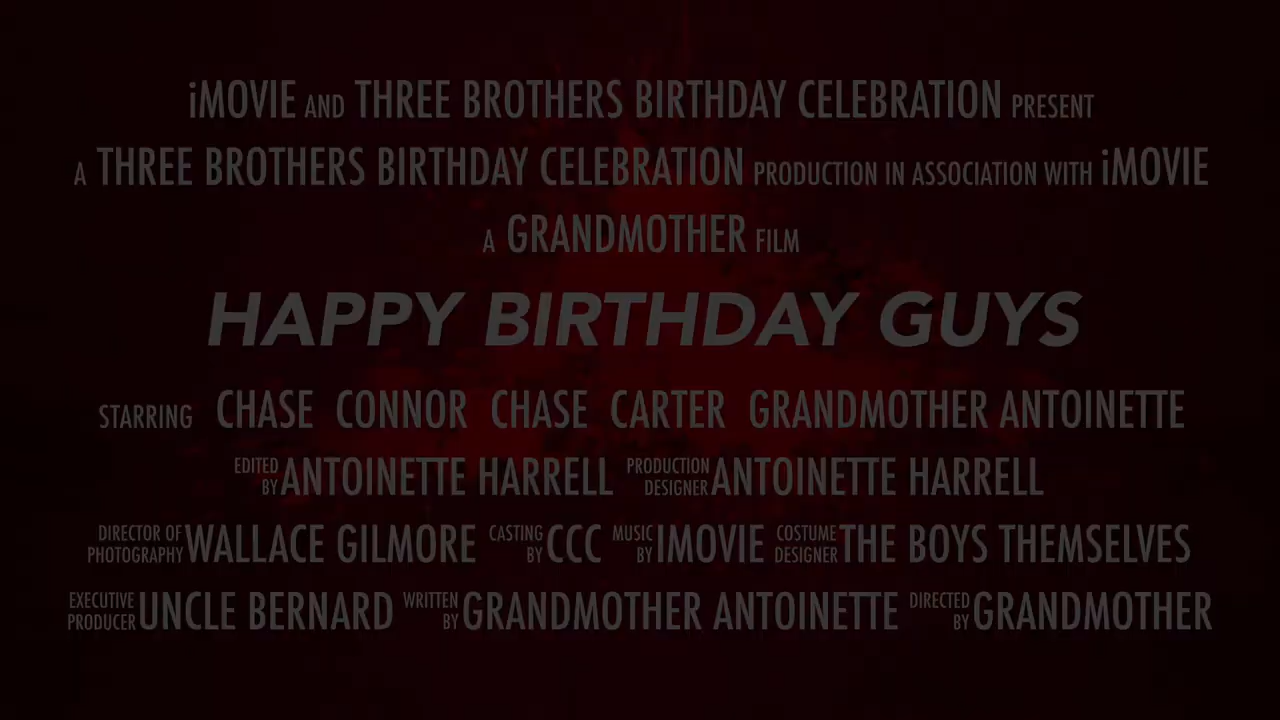 iMOVIE AND THREE BROTHERS BIRTHDAY CELEBRATION PRESENT
A THREE BROTHERS BIRTHDAY CELEBRATION PRODUCTION IN ASSOCIATION WITH iMOVIE
A GRANDMOTHER FILM
HAPPY BIRTHDAY GUYS
STARRING CHASE CONNOR CHASE CARTER GRANDMOTHER ANTOINETTE
EDITED BY ANTOINETTE HARRELL PRODUCTION DESIGNER ANTOINETTE HARRELL
DIRECTOR OF PHOTOGRAPHY WALLACE GILMORE CASTING BY CCC MUSIC BY IMOVIE COSTUME DESIGNER THE BOYS THEMSELVES
EXECUTIVE PRODUCER UNCLE BERNARD WRITTEN BY GRANDMOTHER ANTOINETTE DIRECTED BY GRANDMOTHER